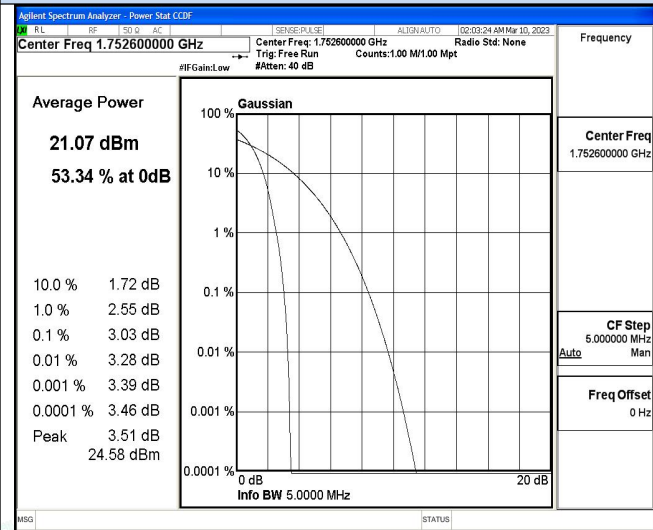 Agilent Spectrum Analyzer - Power Stat CCDF
LXI RL RF 50 Ω AC SENSE:PULSE ALIGN AUTO 02:03:24 AM Mar 10, 2023
Center Freq 1.752600000 GHz
Center Freq: 1.752600000 GHz Radio Std: None
Trig: Free Run Counts:1.00 M/1.00 Mpt
#IFGain:Low #Atten: 40 dB
Frequency
Average Power
21.07 dBm
53.34 % at 0dB
10.0 % 1.72 dB
1.0 % 2.55 dB
0.1 % 3.03 dB
0.01 % 3.28 dB
0.001 % 3.39 dB
0.0001 % 3.46 dB
Peak 3.51 dB
24.58 dBm
Gaussian
100 %
10 %
1 %
0.1 %
0.01 %
0.001 %
0.0001 %
0 dB 20 dB
Info BW 5.0000 MHz
Center Freq
1.752600000 GHz
CF Step
5.000000 MHz
Auto Man
Freq Offset
0 Hz
MSG STATUS